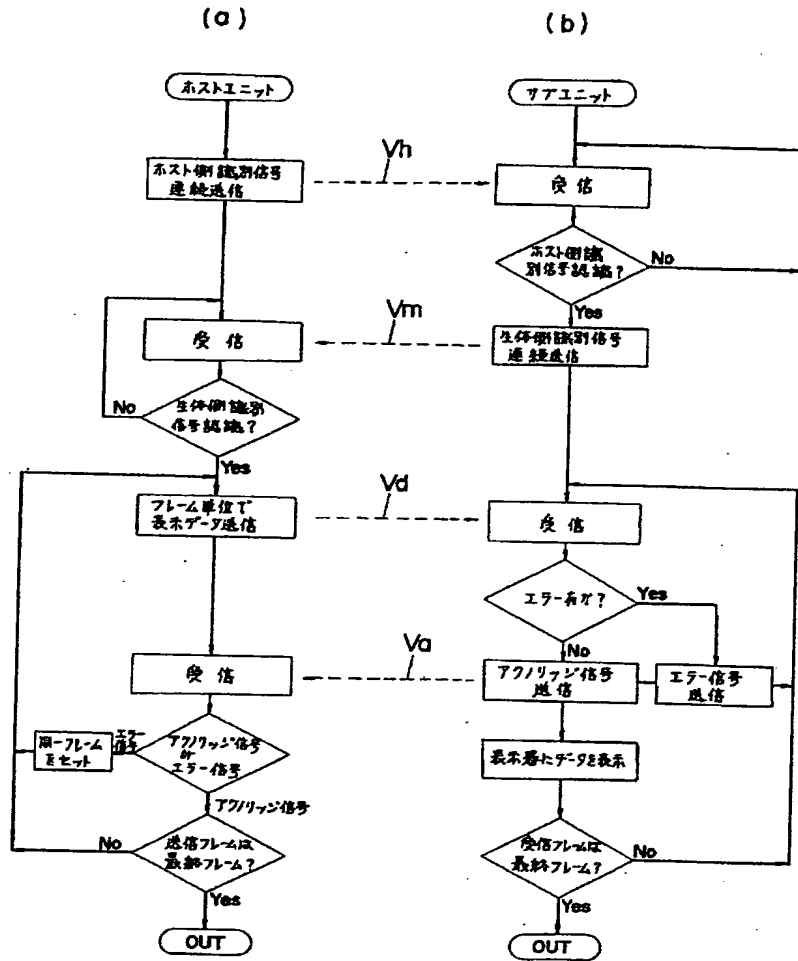 (a)
(b)
ホストユニット
サブユニット
ホスト側識別信号
連続送信
Vh
受信
ホスト側識
別信号認識?
No
Yes
受信
Vm
生体側識別信号
連続送信
生体側識別
信号認識?
No
Yes
フレーム単位で
表示データ送信
Vd
受信
エラー有か?
Yes
No
受信
Va
アクノリッジ信号
送信
エラー信号
送信
アクノリッジ信号
or
エラー信号
エラー
信号
同一フレーム
をセット
アクノリッジ信号
表示器にデータを表示
送信フレームは
最終フレーム?
No
Yes
受信フレームは
最終フレーム?
No
Yes
OUT
OUT